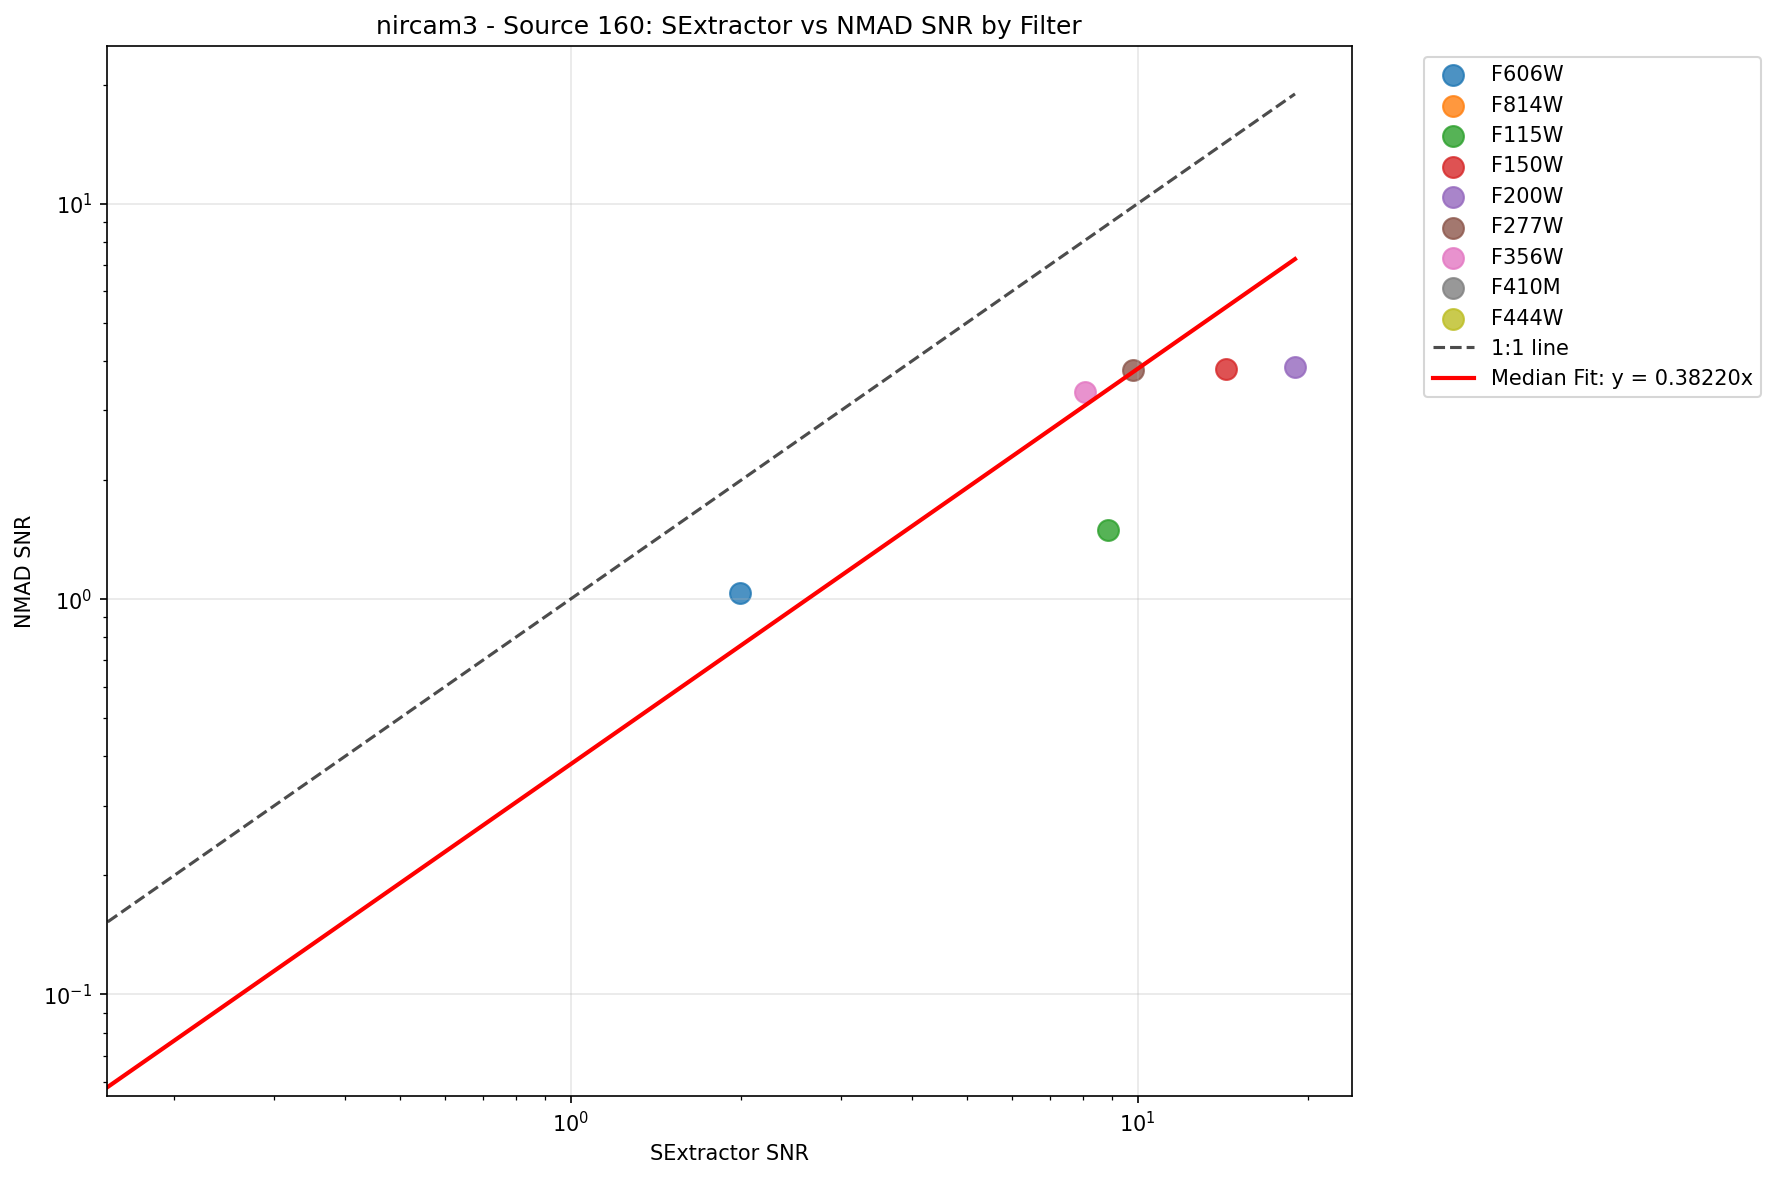 nircam3 - Source 160: SExtractor vs NMAD SNR by Filter
F606W
F814W
F115W
F150W
F200W
F277W
F356W
F410M
F444W
1:1 line
Median Fit: y = 0.38220x
NMAD SNR
10¹
10⁰
10⁻¹
10⁰
10¹
SExtractor SNR